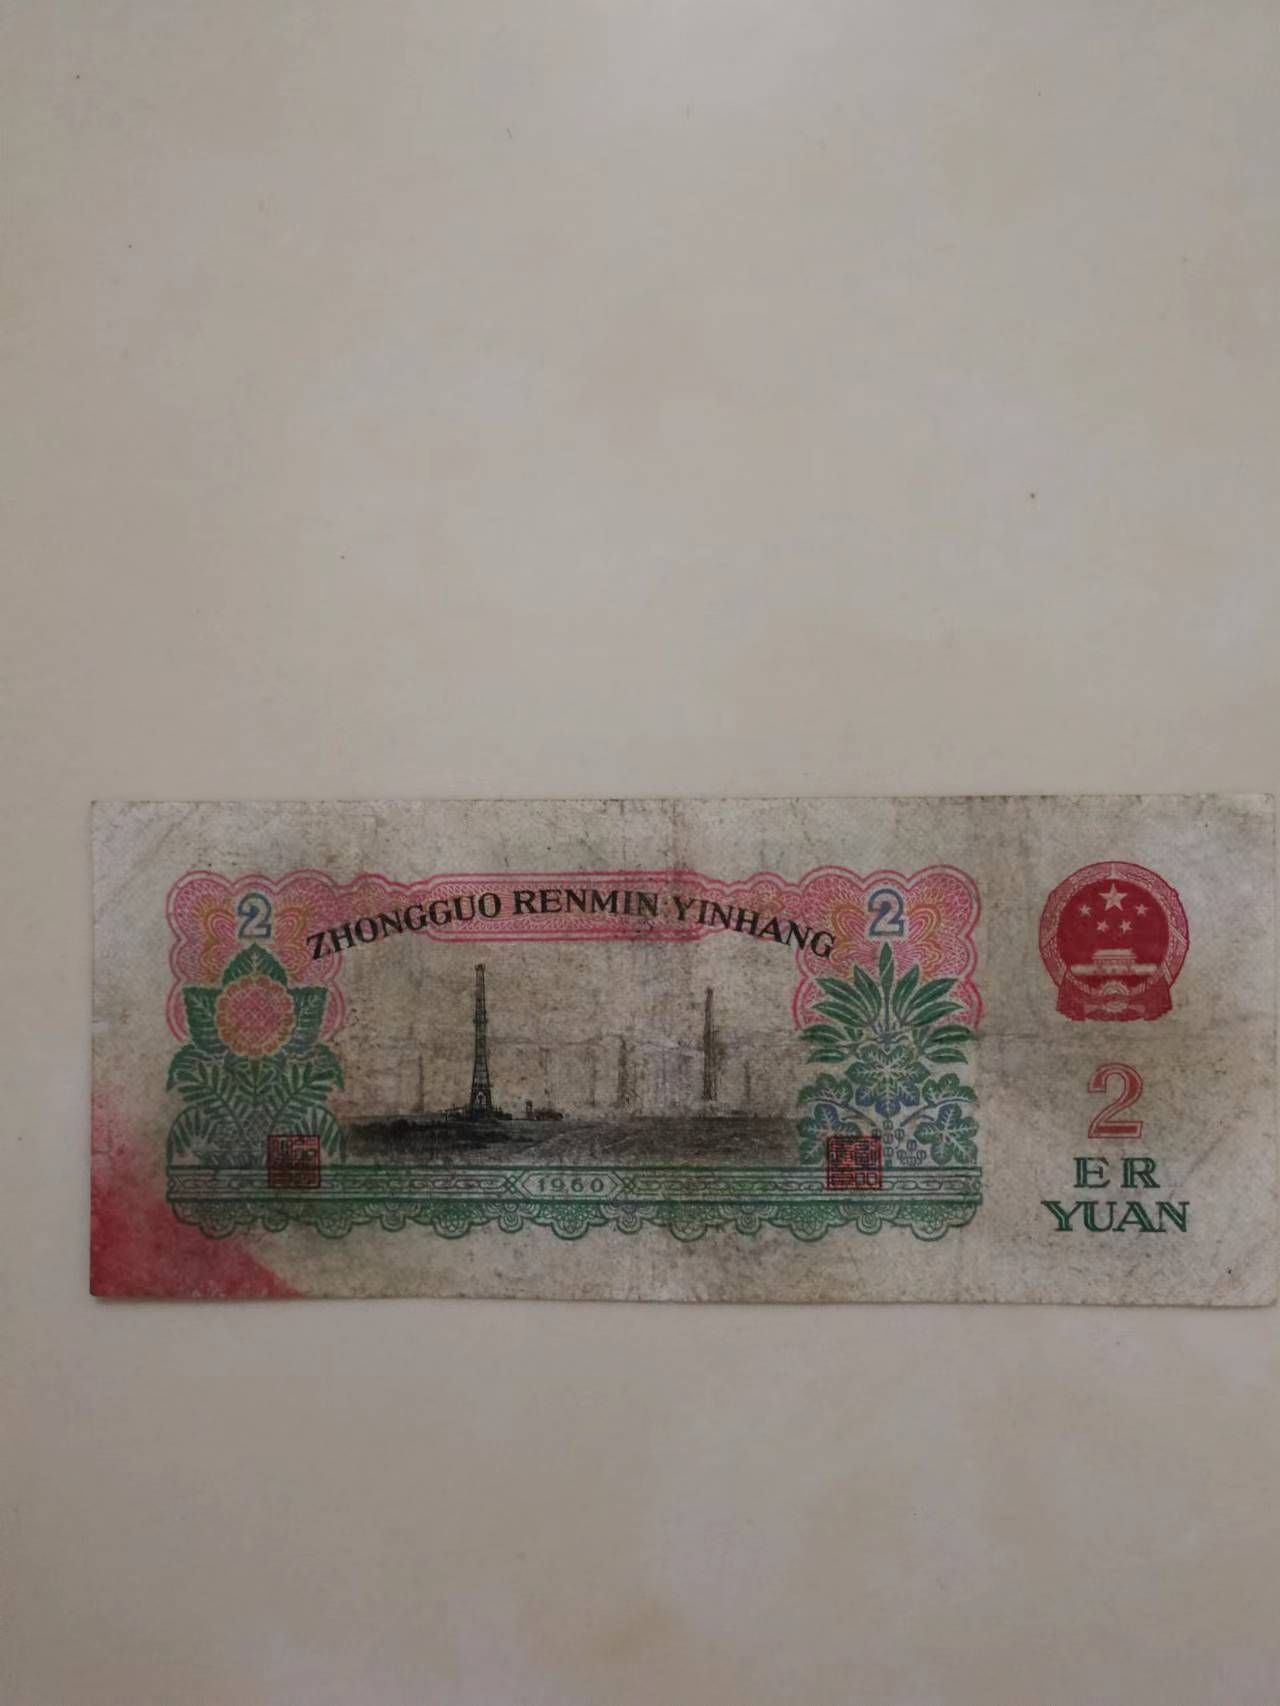 2
2
ZHONGGUO RENMIN YINHANG
1960
2
ER
YUAN